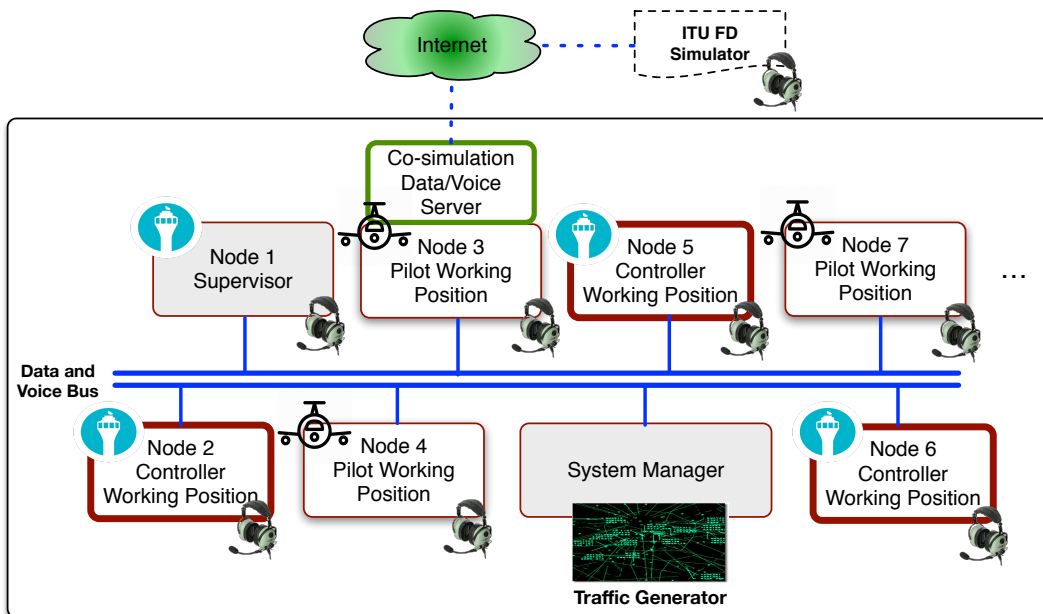 Internet
ITU FD
Simulator
Co-simulation
Data/Voice
Server
Node 1
Supervisor
Node 3
Pilot Working
Position
Node 5
Controller
Working Position
Node 7
Pilot Working
Position
...
Data and
Voice Bus
Node 2
Controller
Working Position
Node 4
Pilot Working
Position
System Manager
Node 6
Controller
Working Position
Traffic Generator